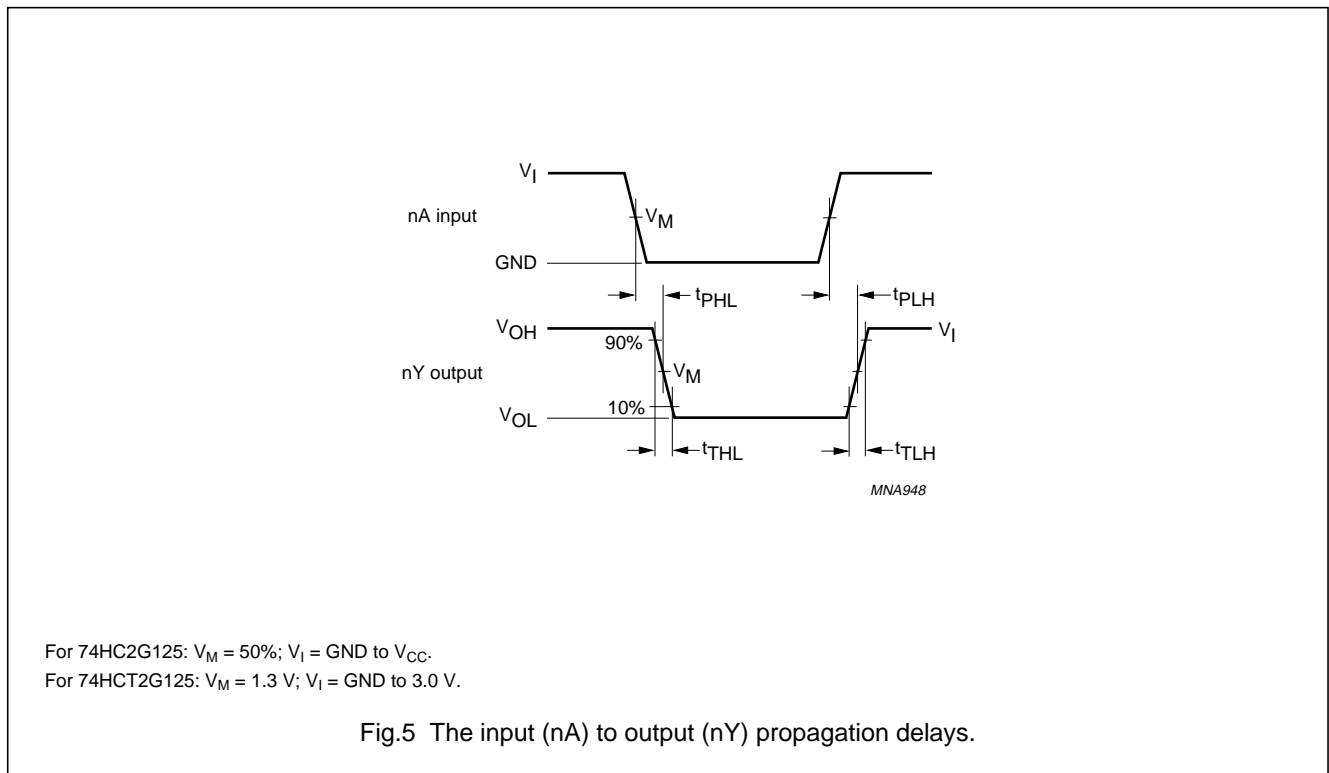 V_I
nA input
V_M
GND
t_PHL
t_PLH
V_OH
V_I
90%
nY output
V_M
10%
V_OL
t_THL
t_TLH
MNA948
For 74HC2G125: V_M = 50%; V_I = GND to V_CC.
For 74HCT2G125: V_M = 1.3 V; V_I = GND to 3.0 V.
Fig.5 The input (nA) to output (nY) propagation delays.